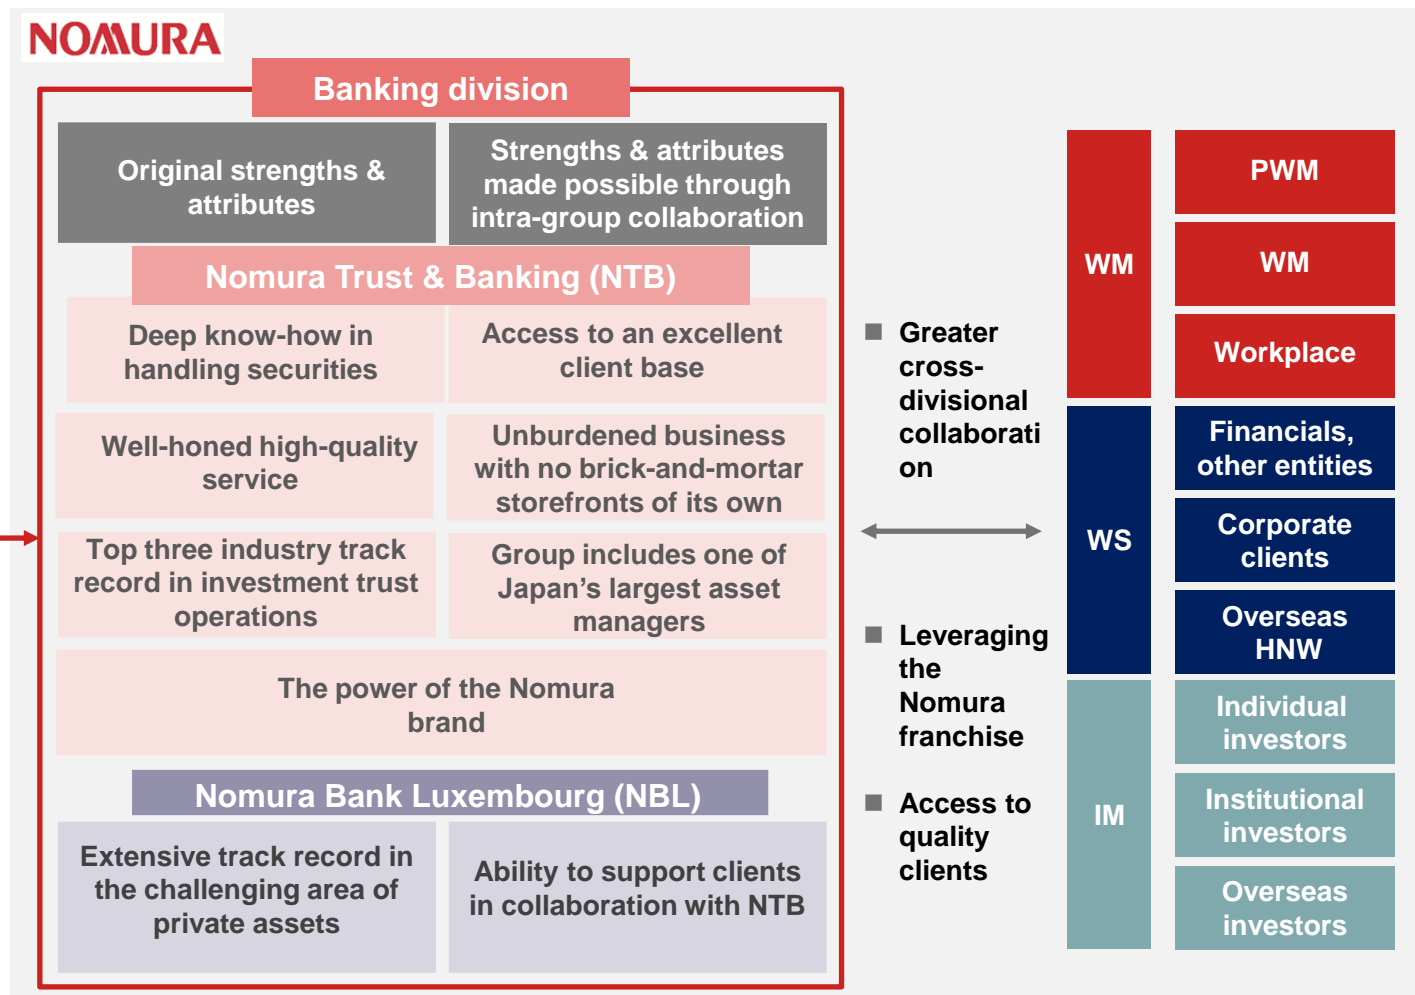 NOMURA
Banking division
Original strengths &
attributes
Strengths & attributes
made possible through
intra-group collaboration
Nomura Trust & Banking (NTB)
Deep know-how in
handling securities
Access to an excellent
client base
Well-honed high-quality
service
Unburdened business
with no brick-and-mortar
storefronts of its own
Top three industry track
record in investment trust
operations
Group includes one of
Japan’s largest asset
managers
The power of the Nomura
brand
Nomura Bank Luxembourg (NBL)
Extensive track record in
the challenging area of
private assets
Ability to support clients
in collaboration with NTB
Greater
cross-
divisional
collaborati
on
Leveraging
the
Nomura
franchise
Access to
quality
clients
WM
PWM
WM
Workplace
WS
Financials,
other entities
Corporate
clients
Overseas
HNW
IM
Individual
investors
Institutional
investors
Overseas
investors